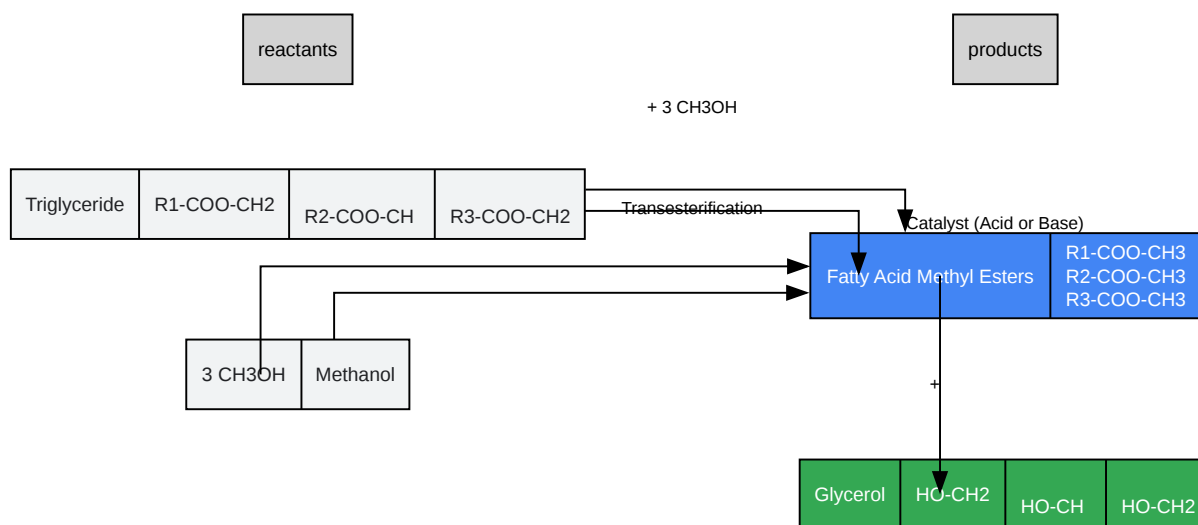 reactants
products
+ 3 CH3OH
Triglyceride
R1-COO-CH2
R2-COO-CH
R3-COO-CH2
Transesterification
Catalyst (Acid or Base)
Fatty Acid Methyl Esters
R1-COO-CH3
R2-COO-CH3
R3-COO-CH3
3 CH3OH
Methanol
+
Glycerol
HO-CH2
HO-CH
HO-CH2